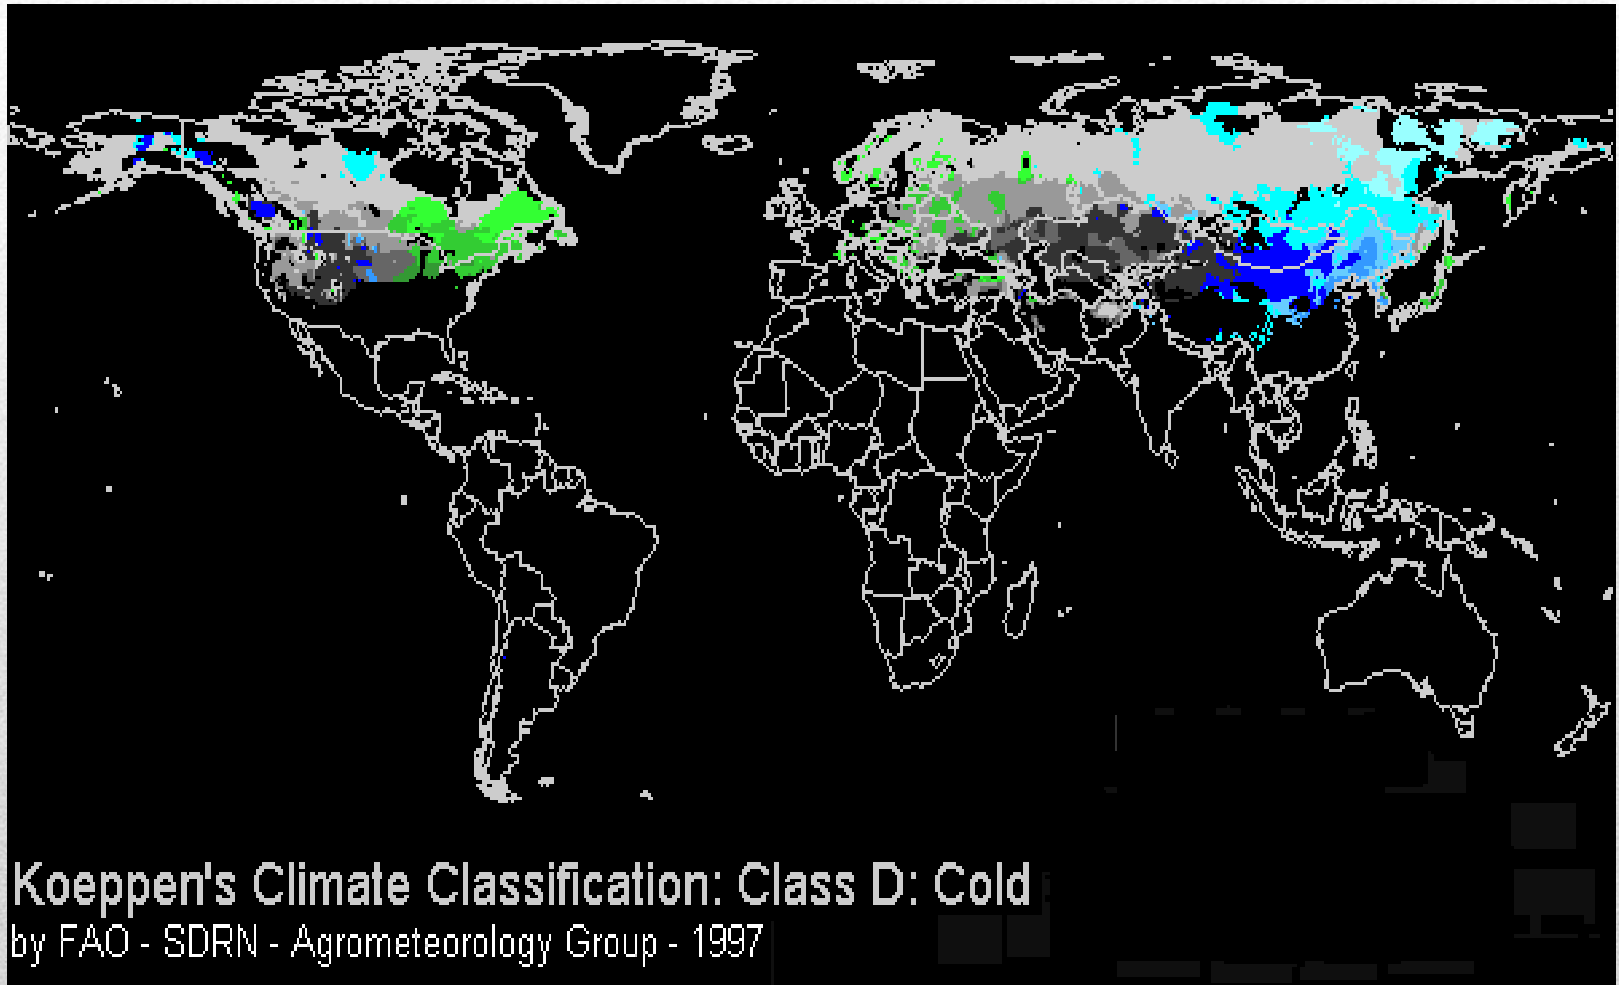 Koeppen's Climate Classification: Class D: Cold
by FAO - SDRN - Agrometeorology Group - 1997